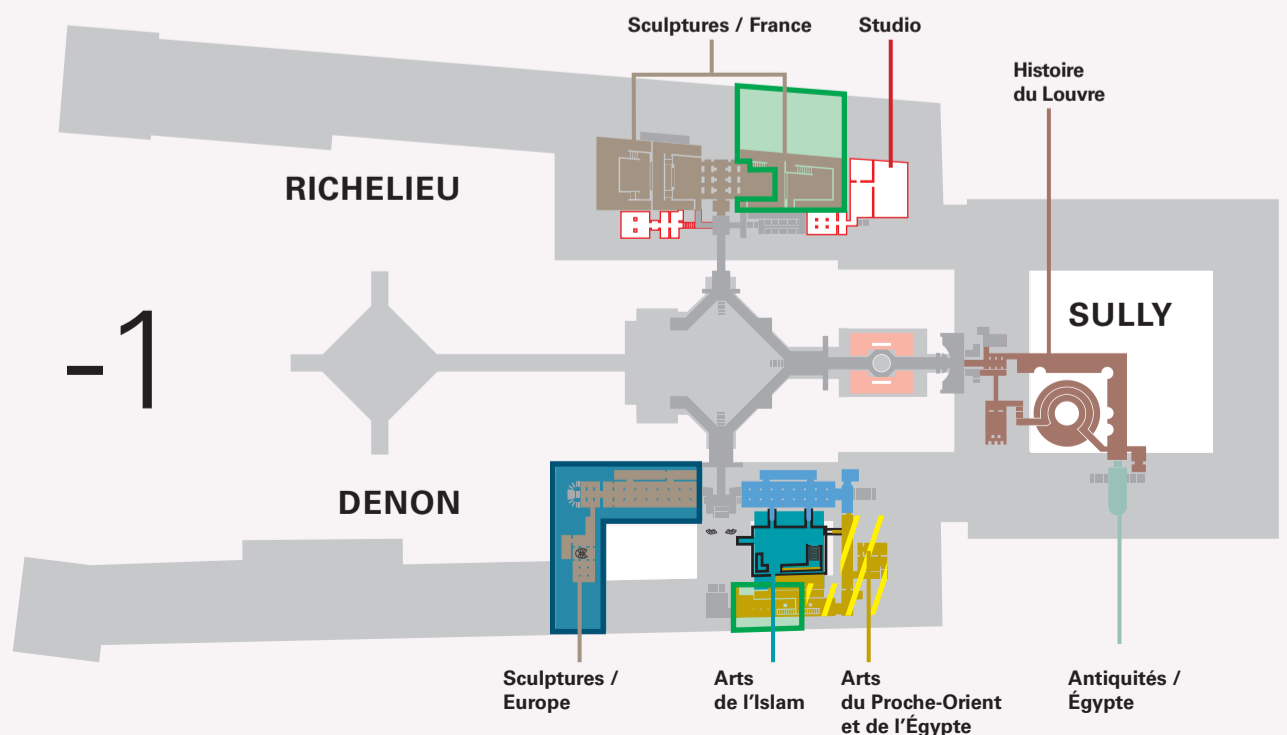 Sculptures / France
Studio
Histoire
du Louvre
RICHELIEU
-1
SULLY
DENON
Sculptures /
Europe
Arts
de l'Islam
Arts
du Proche-Orient
et de l'Égypte
Antiquités /
Égypte